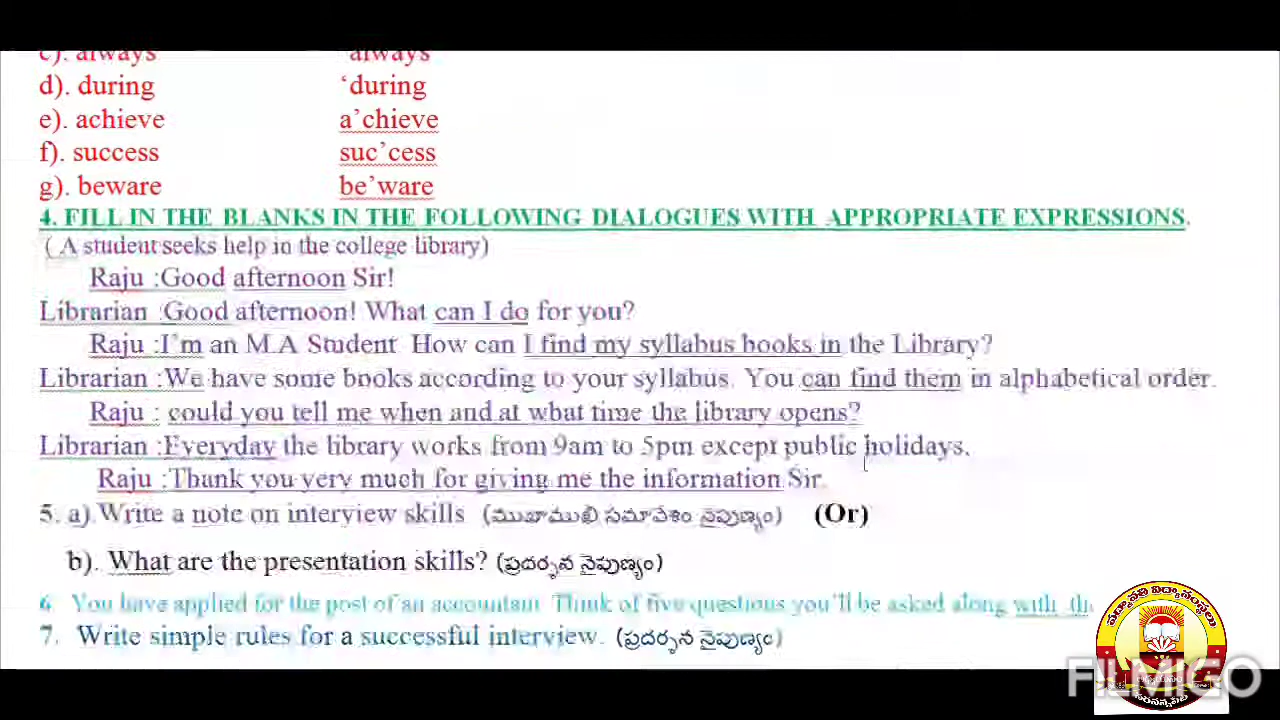 c). always 'always
d). during 'during
e). achieve a'chieve
f). success suc'cess
g). beware be'ware
4. FILL IN THE BLANKS IN THE FOLLOWING DIALOGUES WITH APPROPRIATE EXPRESSIONS.
( A student seeks help in the college library)
Raju :Good afternoon Sir!
Librarian :Good afternoon! What can I do for you?
Raju :I'm an M.A Student How can I find my syllabus books in the Library?
Librarian :We have some books according to your syllabus. You can find them in alphabetical order.
Raju : could you tell me when and at what time the library opens?
Librarian :Everyday the library works from 9am to 5pm except public holidays.
Raju :Thank you very much for giving me the information Sir.
5. a).Write a note on interview skills (ముఖాముఖి సమావేశం నైపుణ్యం) (Or)
b). What are the presentation skills? (ప్రదర్శన నైపుణ్యం)
6. You have applied for the post of an accountant. Think of five questions you'll be asked along with the
7. Write simple rules for a successful interview. (ప్రదర్శన నైపుణ్యం)
పద్మావతి విద్యాసంస్థలు
FILMIGO